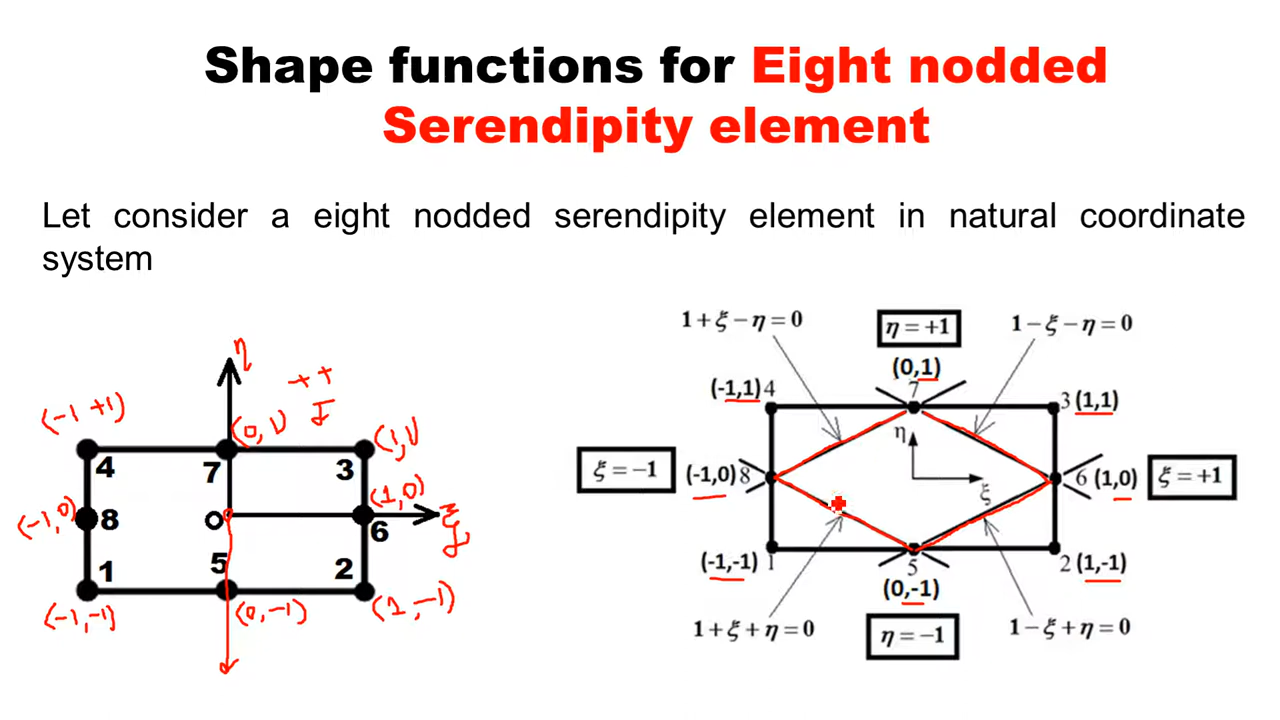 Shape functions for Eight nodded
Serendipity element
Let consider a eight nodded serendipity element in natural coordinate
system
η
+ +
I
(-1 +1)
(0, 1)
(1, 1)
4
7
3
(-1, 0)
8
O
(1, 0)
6
ξ
1
5
2
(-1, -1)
(0, -1)
(1, -1)
1+ξ−η=0
η=+1
1−ξ−η=0
(0,1)
7
(-1,1) 4
3 (1,1)
η
ξ=−1
(-1,0) 8
ξ
6 (1,0)
ξ=+1
(-1,-1) 1
5
2 (1,-1)
(0,-1)
1+ξ+η=0
η=−1
1−ξ+η=0